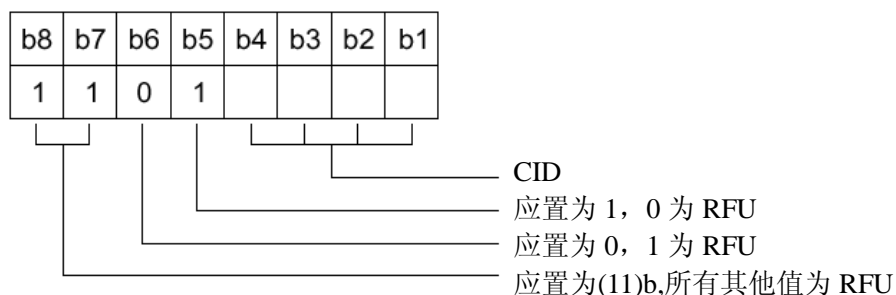 b8 b7 b6 b5 b4 b3 b2 b1
1 1 0 1
CID
应置为 1，0 为 RFU
应置为 0，1 为 RFU
应置为(11)b,所有其他值为 RFU